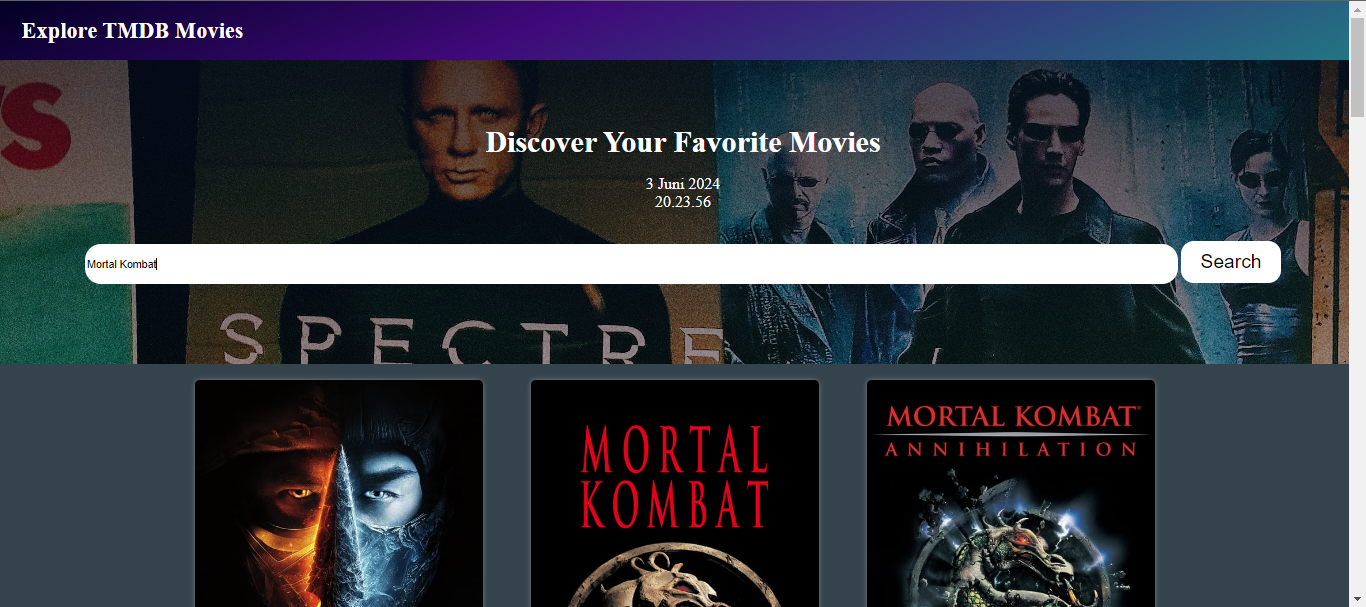 Explore TMDB Movies
S
Discover Your Favorite Movies
3 Juni 2024
20.23.56
Mortal Kombat
Search
SPECTRE
MORTAL
KOMBAT
MORTAL KOMBAT
ANNIHILATION